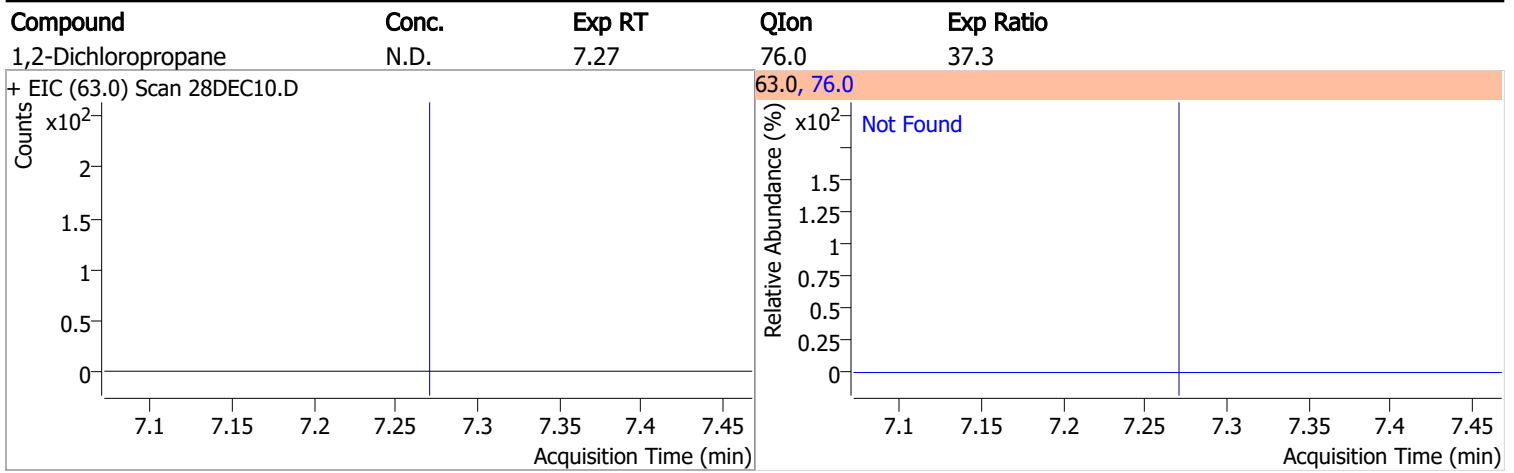 Compound Conc. Exp RT QIon Exp Ratio
1,2-Dichloropropane N.D. 7.27 76.0 37.3
+ EIC (63.0) Scan 28DEC10.D
Counts
x10²
2
1.5
1
0.5
0
7.1 7.15 7.2 7.25 7.3 7.35 7.4 7.45
Acquisition Time (min)
63.0, 76.0
Relative Abundance (%)
x10²
Not Found
1.5
1.25
1
0.75
0.5
0.25
0
7.1 7.15 7.2 7.25 7.3 7.35 7.4 7.45
Acquisition Time (min)